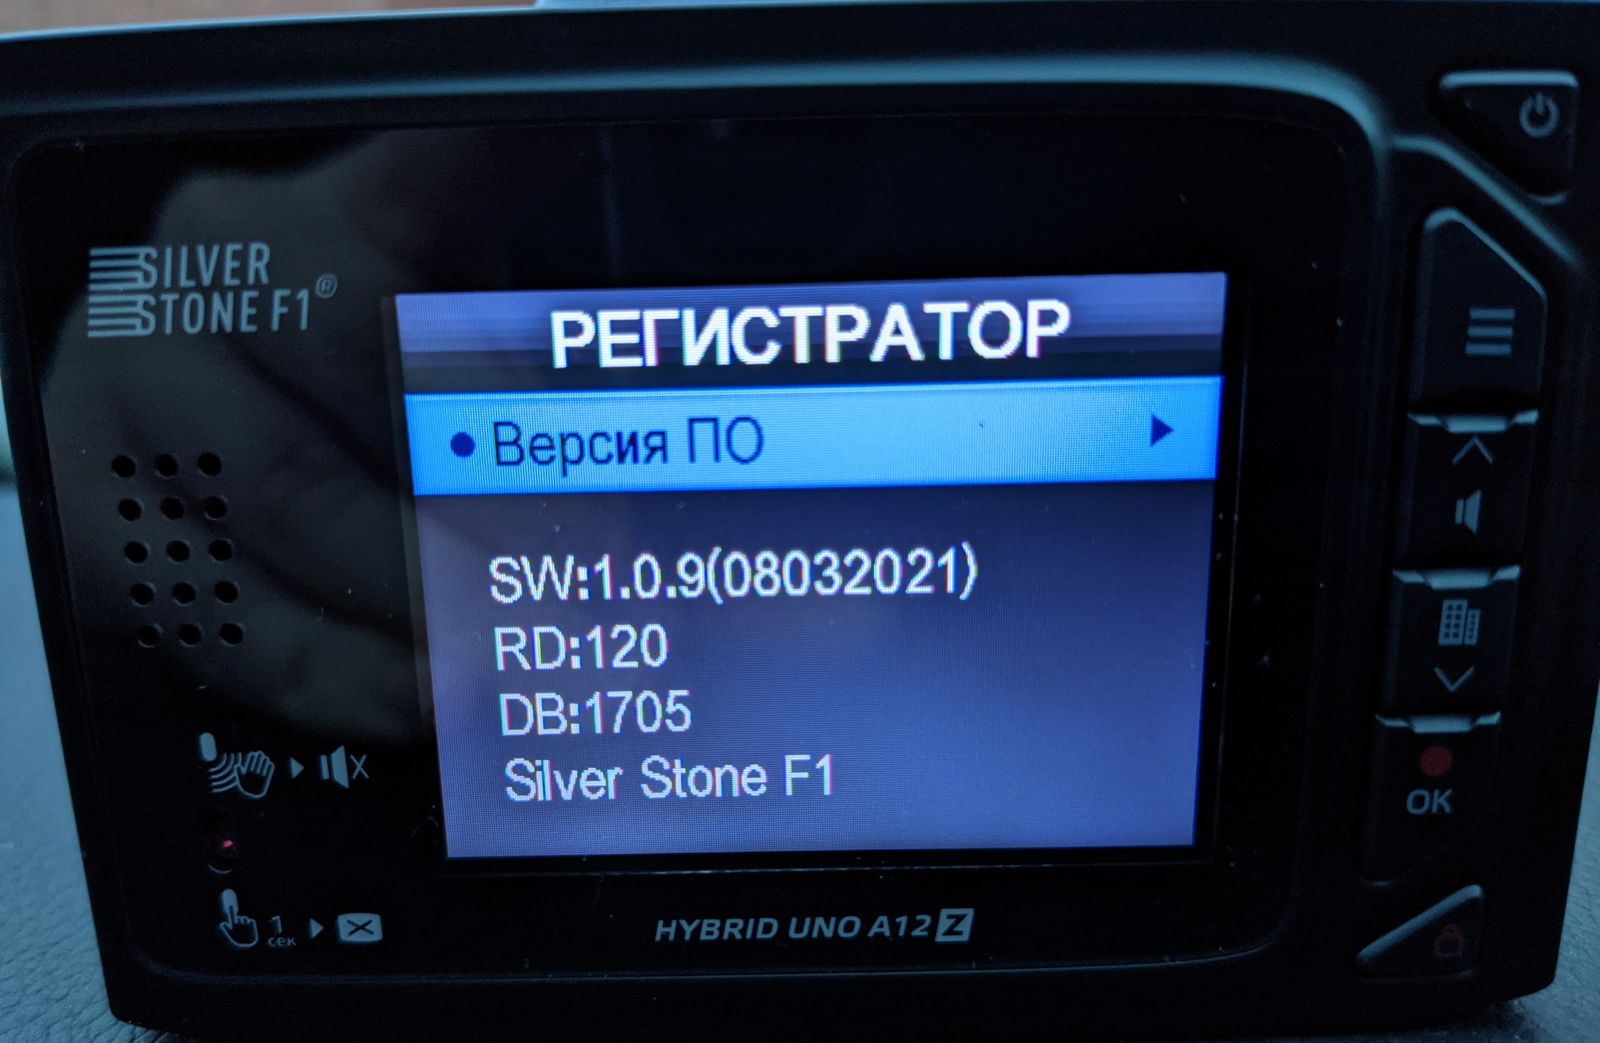 SILVER
STONE F1®
РЕГИСТРАТОР
Версия ПО
SW:1.0.9(08032021)
RD:120
DB:1705
Silver Stone F1
OK
1
сек
HYBRID UNO A12 Z